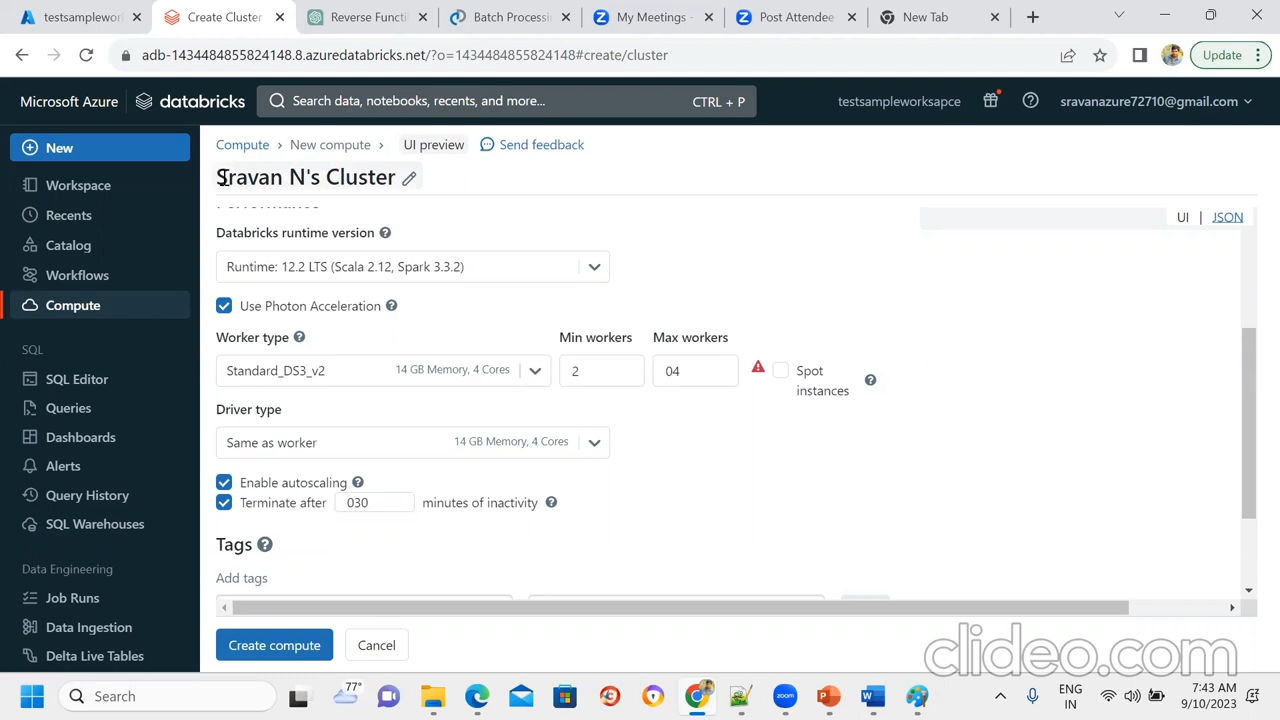 testsamplework
Create Cluster
Reverse Functi
Batch Processi
My Meetings -
Post Attendee
New Tab
adb-1434484855824148.8.azuredatabricks.net/?o=1434484855824148#create/cluster
Update
Microsoft Azure
databricks
Search data, notebooks, recents, and more...
CTRL + P
testsampleworksapce
sravanazure72710@gmail.com
New
Workspace
Recents
Catalog
Workflows
Compute
SQL
SQL Editor
Queries
Dashboards
Alerts
Query History
SQL Warehouses
Data Engineering
Job Runs
Data Ingestion
Delta Live Tables
Compute > New compute > UI preview Send feedback
Sravan N's Cluster
Performance
UI | JSON
Databricks runtime version
Runtime: 12.2 LTS (Scala 2.12, Spark 3.3.2)
Use Photon Acceleration
Worker type Min workers Max workers
Standard_DS3_v2 14 GB Memory, 4 Cores 2 04 Spot
instances
Driver type
Same as worker 14 GB Memory, 4 Cores
Enable autoscaling
Terminate after 030 minutes of inactivity
Tags
Add tags
Create compute
Cancel
clideo.com
Search
77°
ENG
IN
7:43 AM
9/10/2023